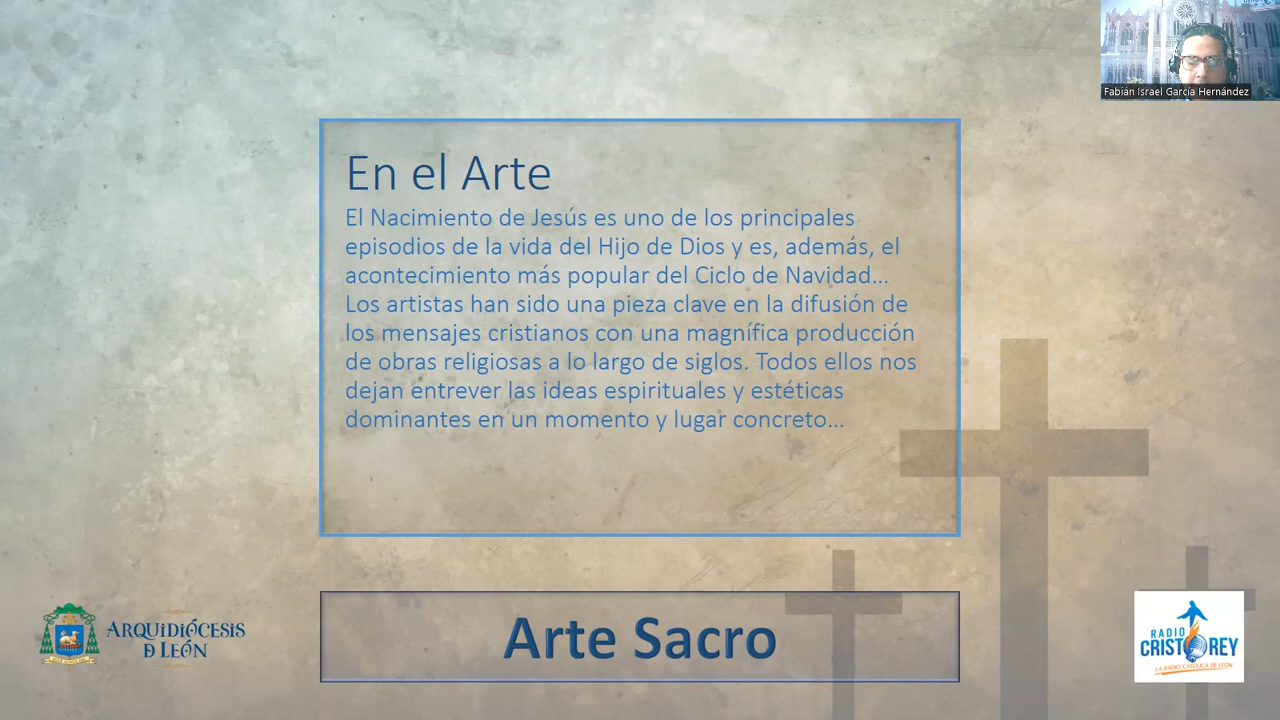 Fabián Israel García Hernández
En el Arte
El Nacimiento de Jesús es uno de los principales
episodios de la vida del Hijo de Dios y es, además, el
acontecimiento más popular del Ciclo de Navidad...
Los artistas han sido una pieza clave en la difusión de
los mensajes cristianos con una magnífica producción
de obras religiosas a lo largo de siglos. Todos ellos nos
dejan entrever las ideas espirituales y estéticas
dominantes en un momento y lugar concreto...
Arte Sacro
ARQUIDIÓCESIS
D LEÓN
RADIO
CRISTO REY
LA RADIO CATÓLICA DE LEÓN